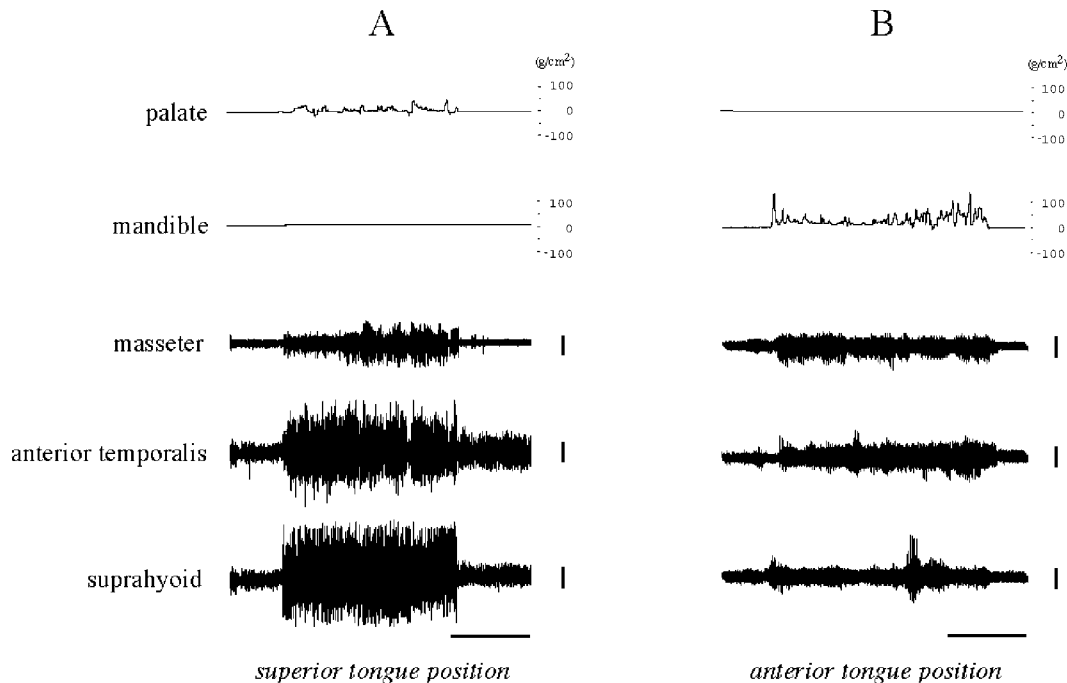 A B
(g/cm²) (g/cm²)
palate 100 100
0 0
-100 -100
mandible 100 100
0 0
-100 -100
masseter
anterior temporalis
suprahyoid
superior tongue position anterior tongue position